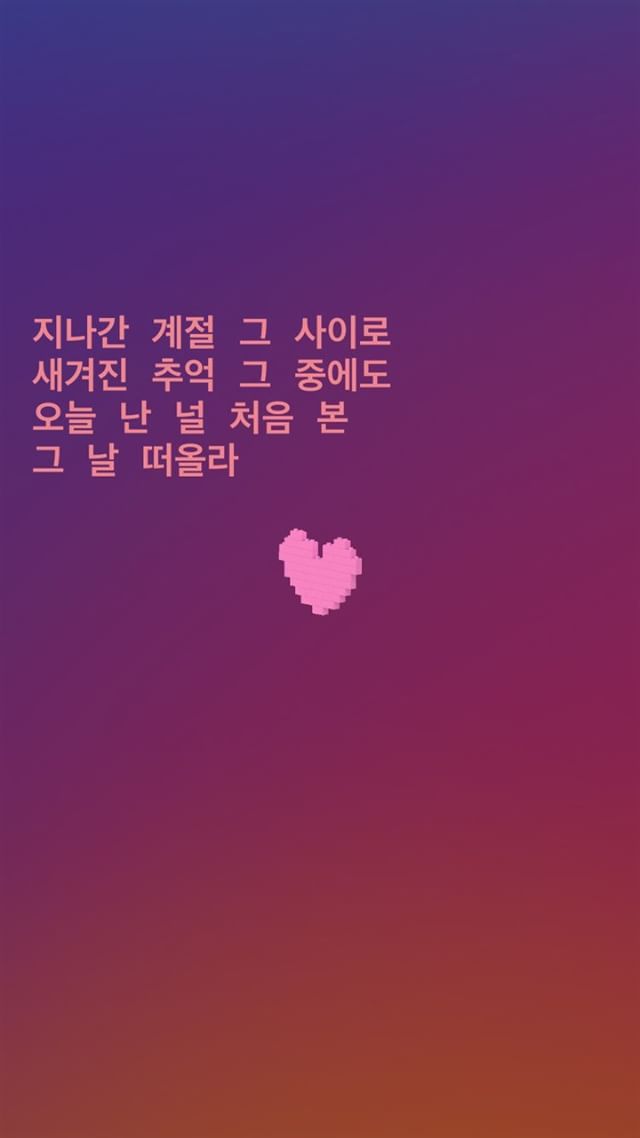 지나간 계절 그 사이로
새겨진 추억 그 중에도
오늘 난 널 처음 본
그 날 떠올라